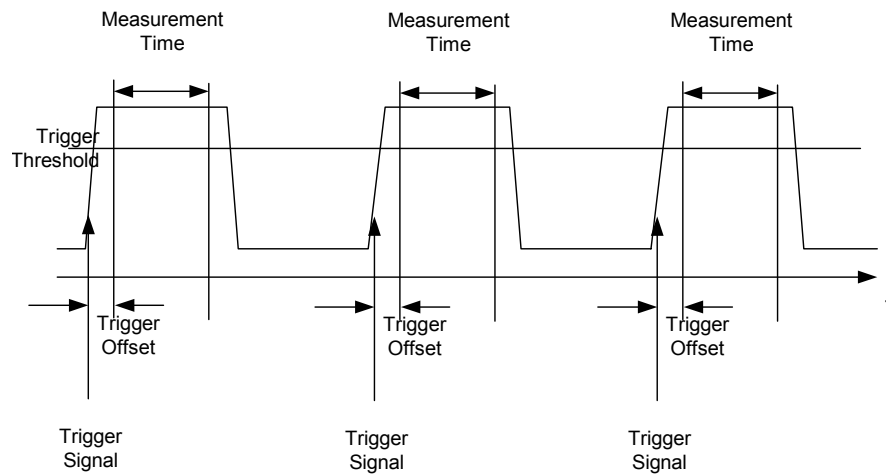 Measurement
Time
Measurement
Time
Measurement
Time
Trigger
Threshold
Trigger
Offset
Trigger
Offset
Trigger
Offset
Trigger
Signal
Trigger
Signal
Trigger
Signal